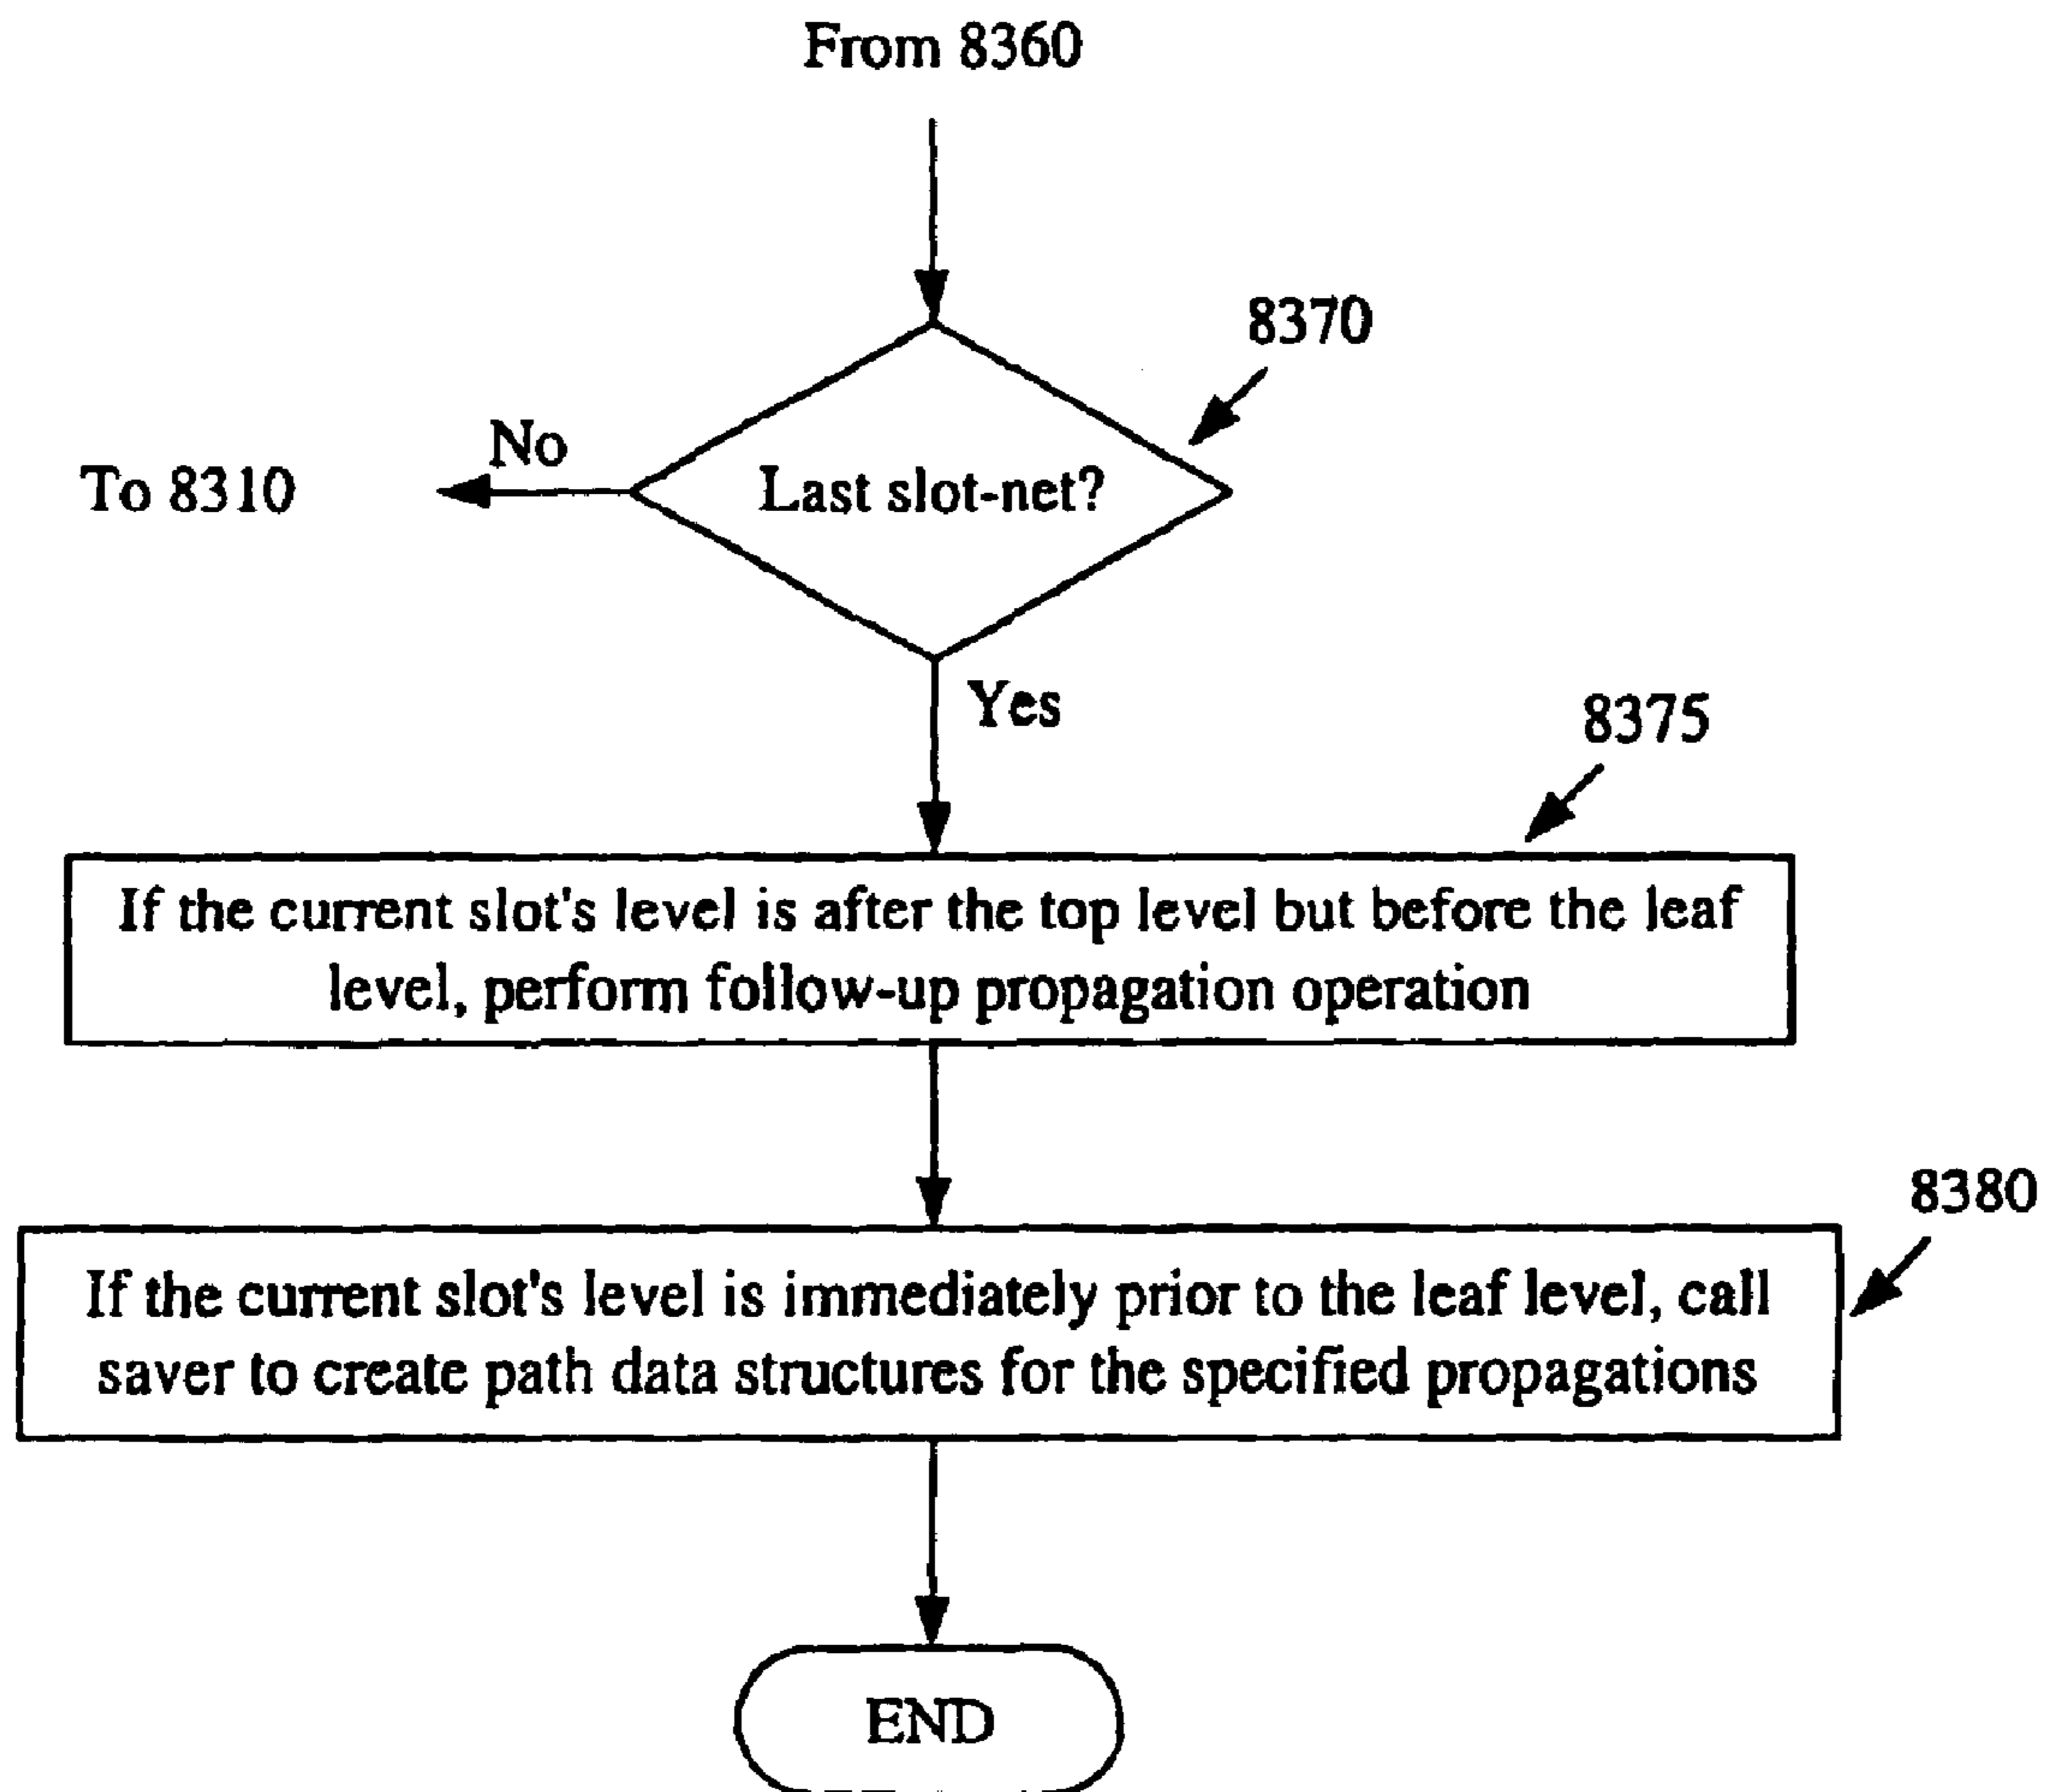 From 8360
8370
No
To 8310
Last slot-net?
Yes
8375
If the current slot's level is after the top level but before the leaf
level, perform follow-up propagation operation
8380
If the current slot's level is immediately prior to the leaf level, call
saver to create path data structures for the specified propagations
END